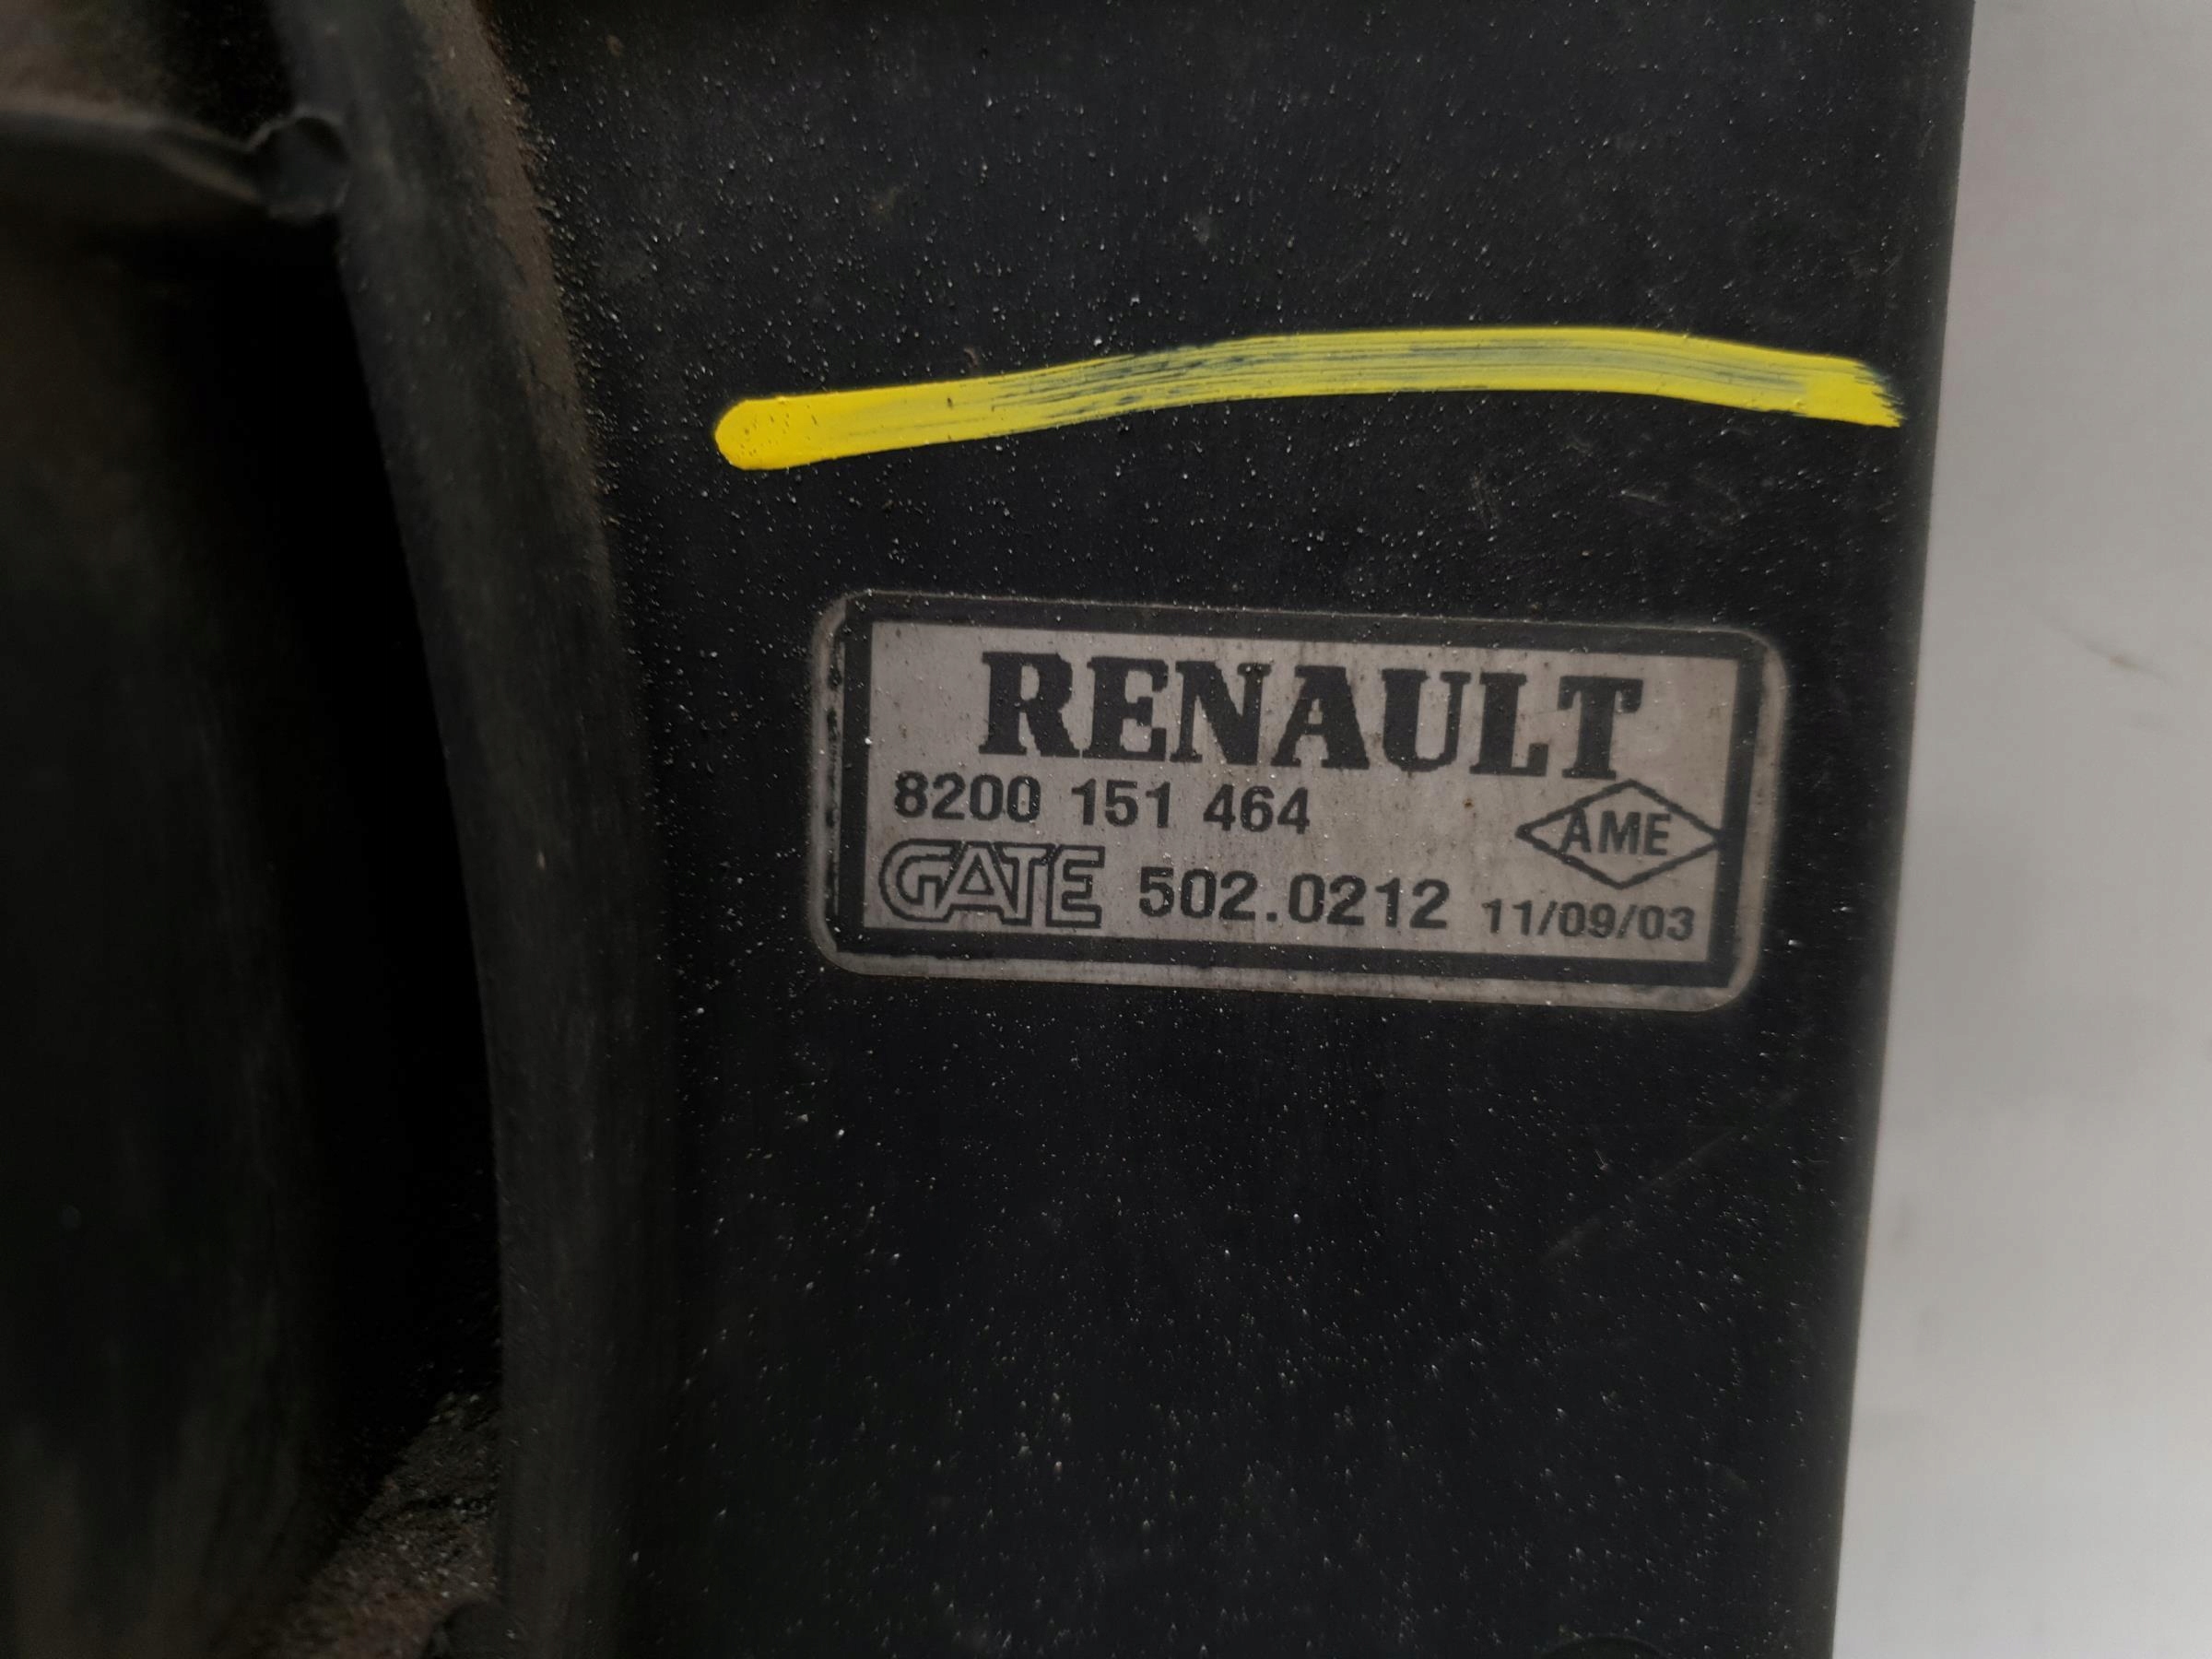 RENAULT
8200 151 464
AME
GATE 502.0212 11/09/03